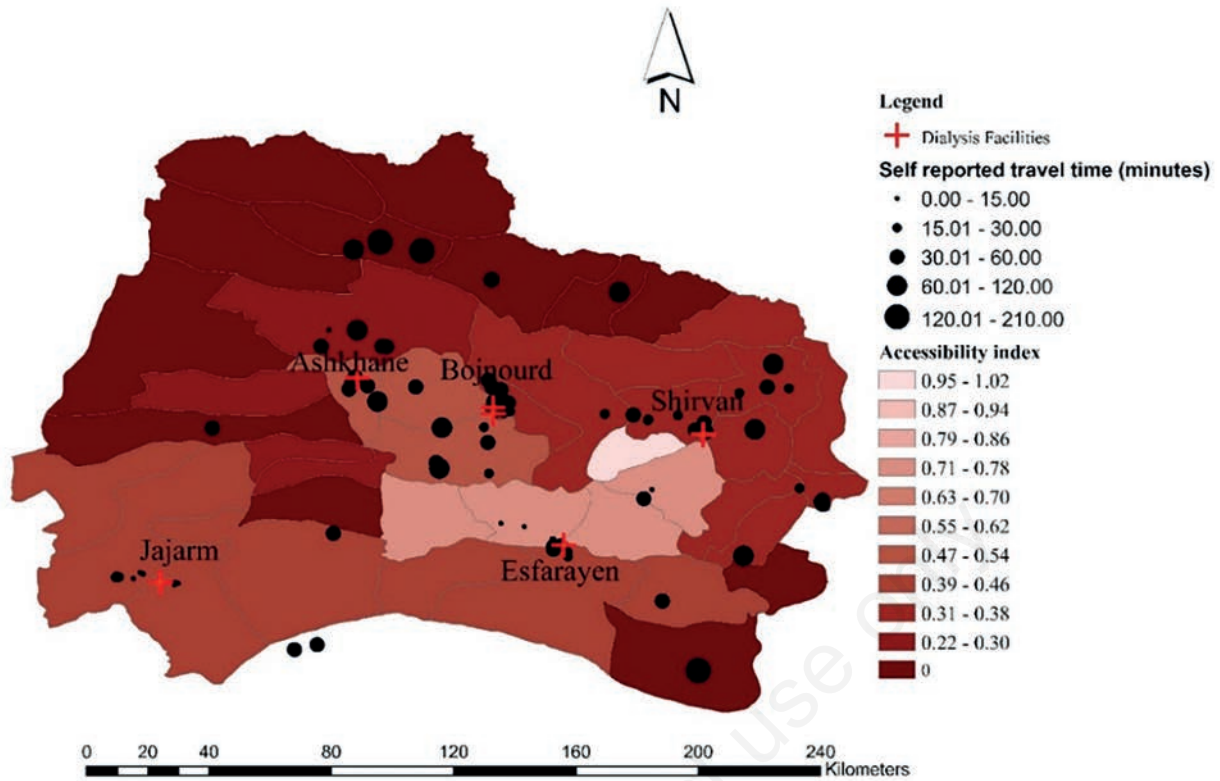 N
Legend
Dialysis Facilities
Self reported travel time (minutes)
0.00 - 15.00
15.01 - 30.00
30.01 - 60.00
60.01 - 120.00
120.01 - 210.00
Accessibility index
0.95 - 1.02
0.87 - 0.94
0.79 - 0.86
0.71 - 0.78
0.63 - 0.70
0.55 - 0.62
0.47 - 0.54
0.39 - 0.46
0.31 - 0.38
0.22 - 0.30
0
Ashkhane
Bojnourd
Shirvan
Jajarm
Esfarayen
use only
0 20 40 80 120 160 200 240
Kilometers